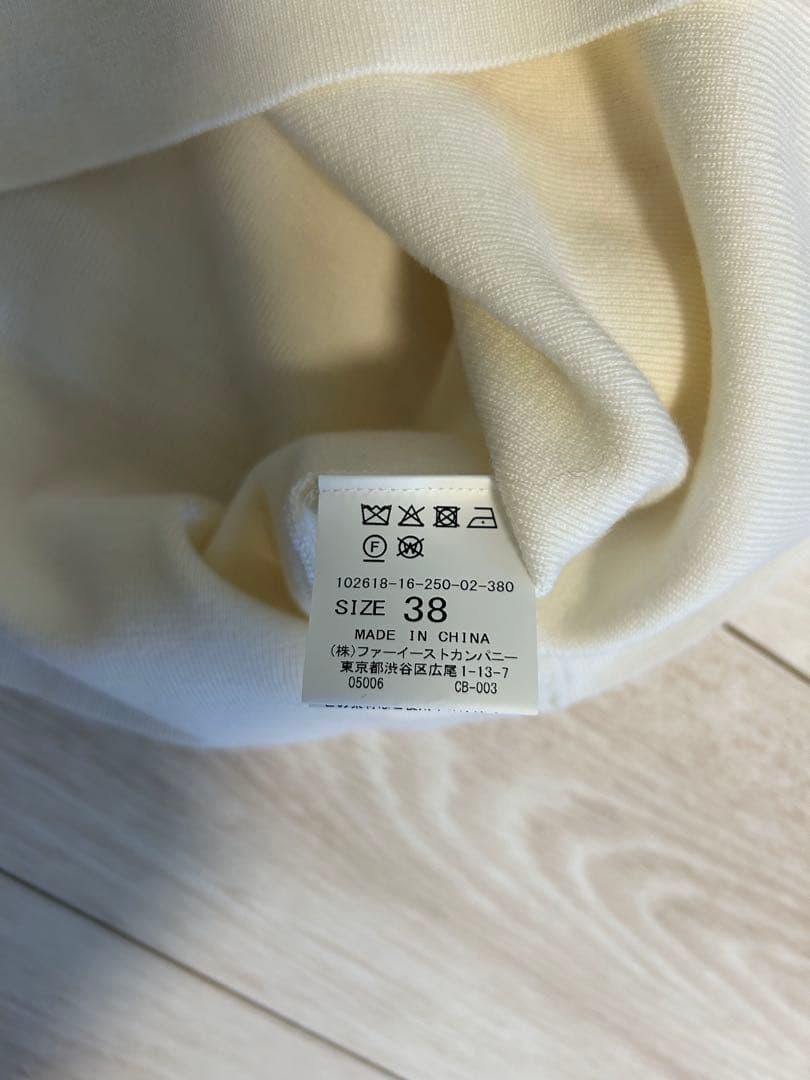 F W
102618-16-250-02-380
SIZE 38
MADE IN CHINA
(株)ファーイーストカンパニー
東京都渋谷区広尾1-13-7
05006 CB-003